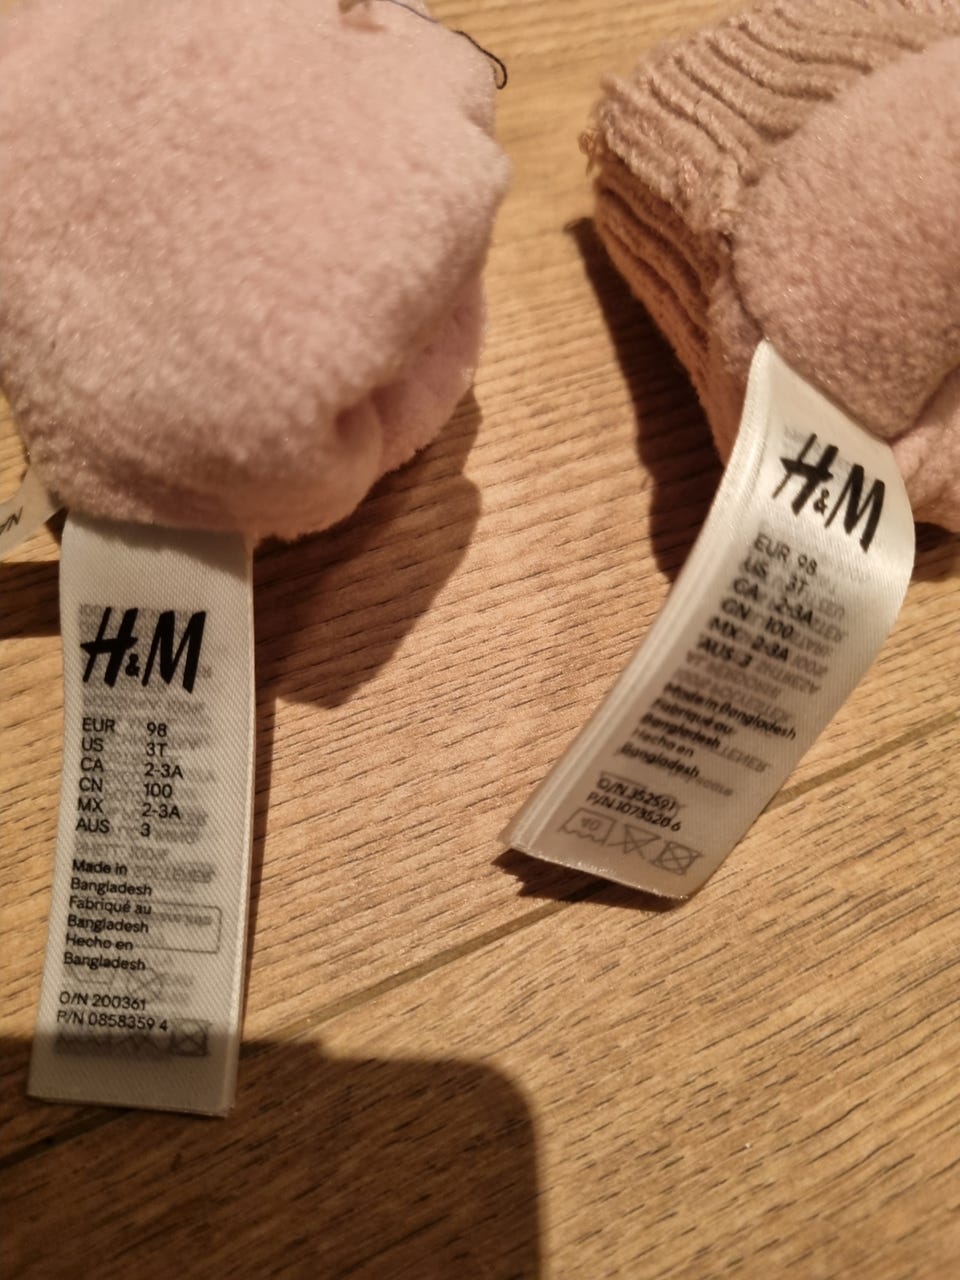 H&M
EUR 98
US 3T
CA 2-3A
CN 100
MX 2-3A
AUS 3
Made in
Bangladesh
Fabriqué au
Bangladesh
Hecho en
Bangladesh
O/N 200361
P/N 0858359 4
H&M
EUR 98
US 3T
CA 2-3A
CN 100
MX 2-3A
AUS 3
Made in Bangladesh
Fabriqué au
Bangladesh
Hecho en
Bangladesh
O/N 352591
P/N 1073520 6
40